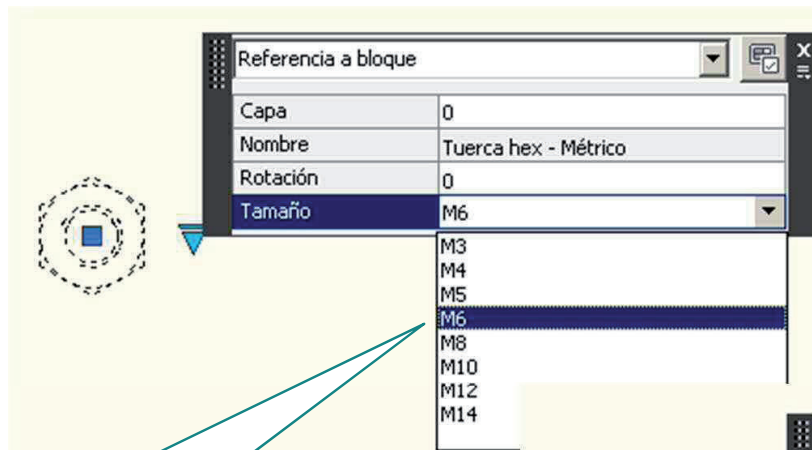 Referencia a bloque
Capa 0
Nombre Tuerca hex - Métrico
Rotación 0
Tamaño M6
M3
M4
M5
M6
M8
M10
M12
M14